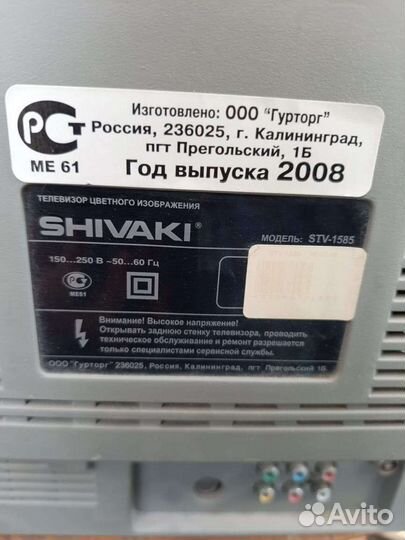 Изготовлено: ООО "Гурторг"
Россия, 236025, г. Калининград,
пгт Прегольский, 1Б
РСТ
МЕ 61
Год выпуска 2008
ТЕЛЕВИЗОР ЦВЕТНОГО ИЗОБРАЖЕНИЯ
SHIVAKI®
МОДЕЛЬ: STV-1585
150...250 В ~50...60 Гц
РСТ
МЕ61
Внимание! Высокое напряжение!
Открывать заднюю стенку телевизора, проводить
техническое обслуживание и ремонт разрешается
только специалистами сервисной службы.
ООО "Гурторг" 236025, Россия, Калининград, пгт Прегольский 1Б
Avito